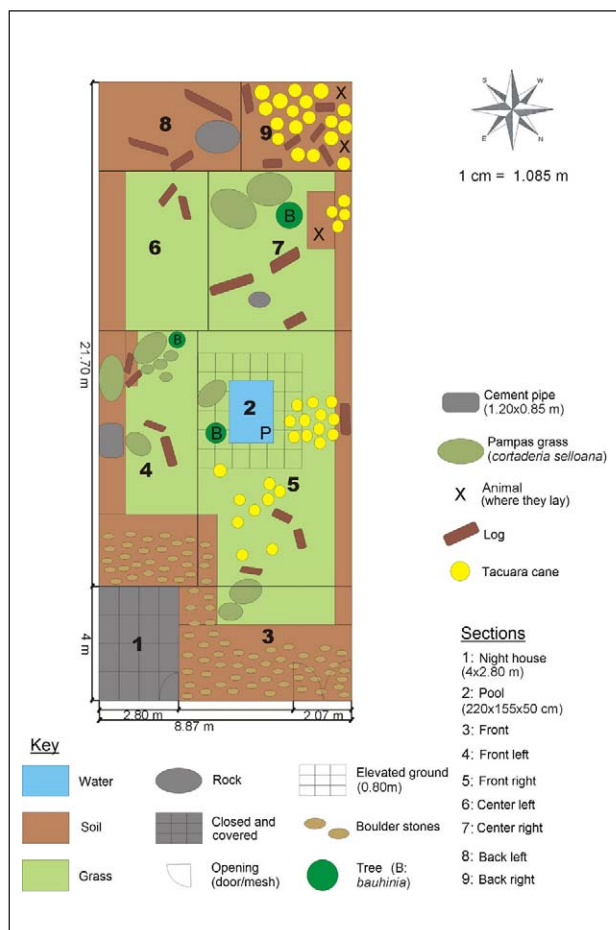 S
W
E
N
1 cm = 1.085 m
X
8
9
X
B
6
7
X
21.70 m
B
2
B
P
4
5
1
3
4 m
2.80 m
2.07 m
8.87 m
Cement pipe
(1.20x0.85 m)
Pampas grass
(cortaderia selloana)
X
Animal
(where they lay)
Log
Tacuara cane
Sections
1: Night house
(4x2.80 m)
2: Pool
(220x155x50 cm)
3: Front
4: Front left
5: Front right
6: Center left
7: Center right
8: Back left
9: Back right
Key
Water
Rock
Elevated ground
(0.80m)
Soil
Closed and
covered
Boulder stones
Grass
Opening
(door/mesh)
Tree (B:
bauhinia)